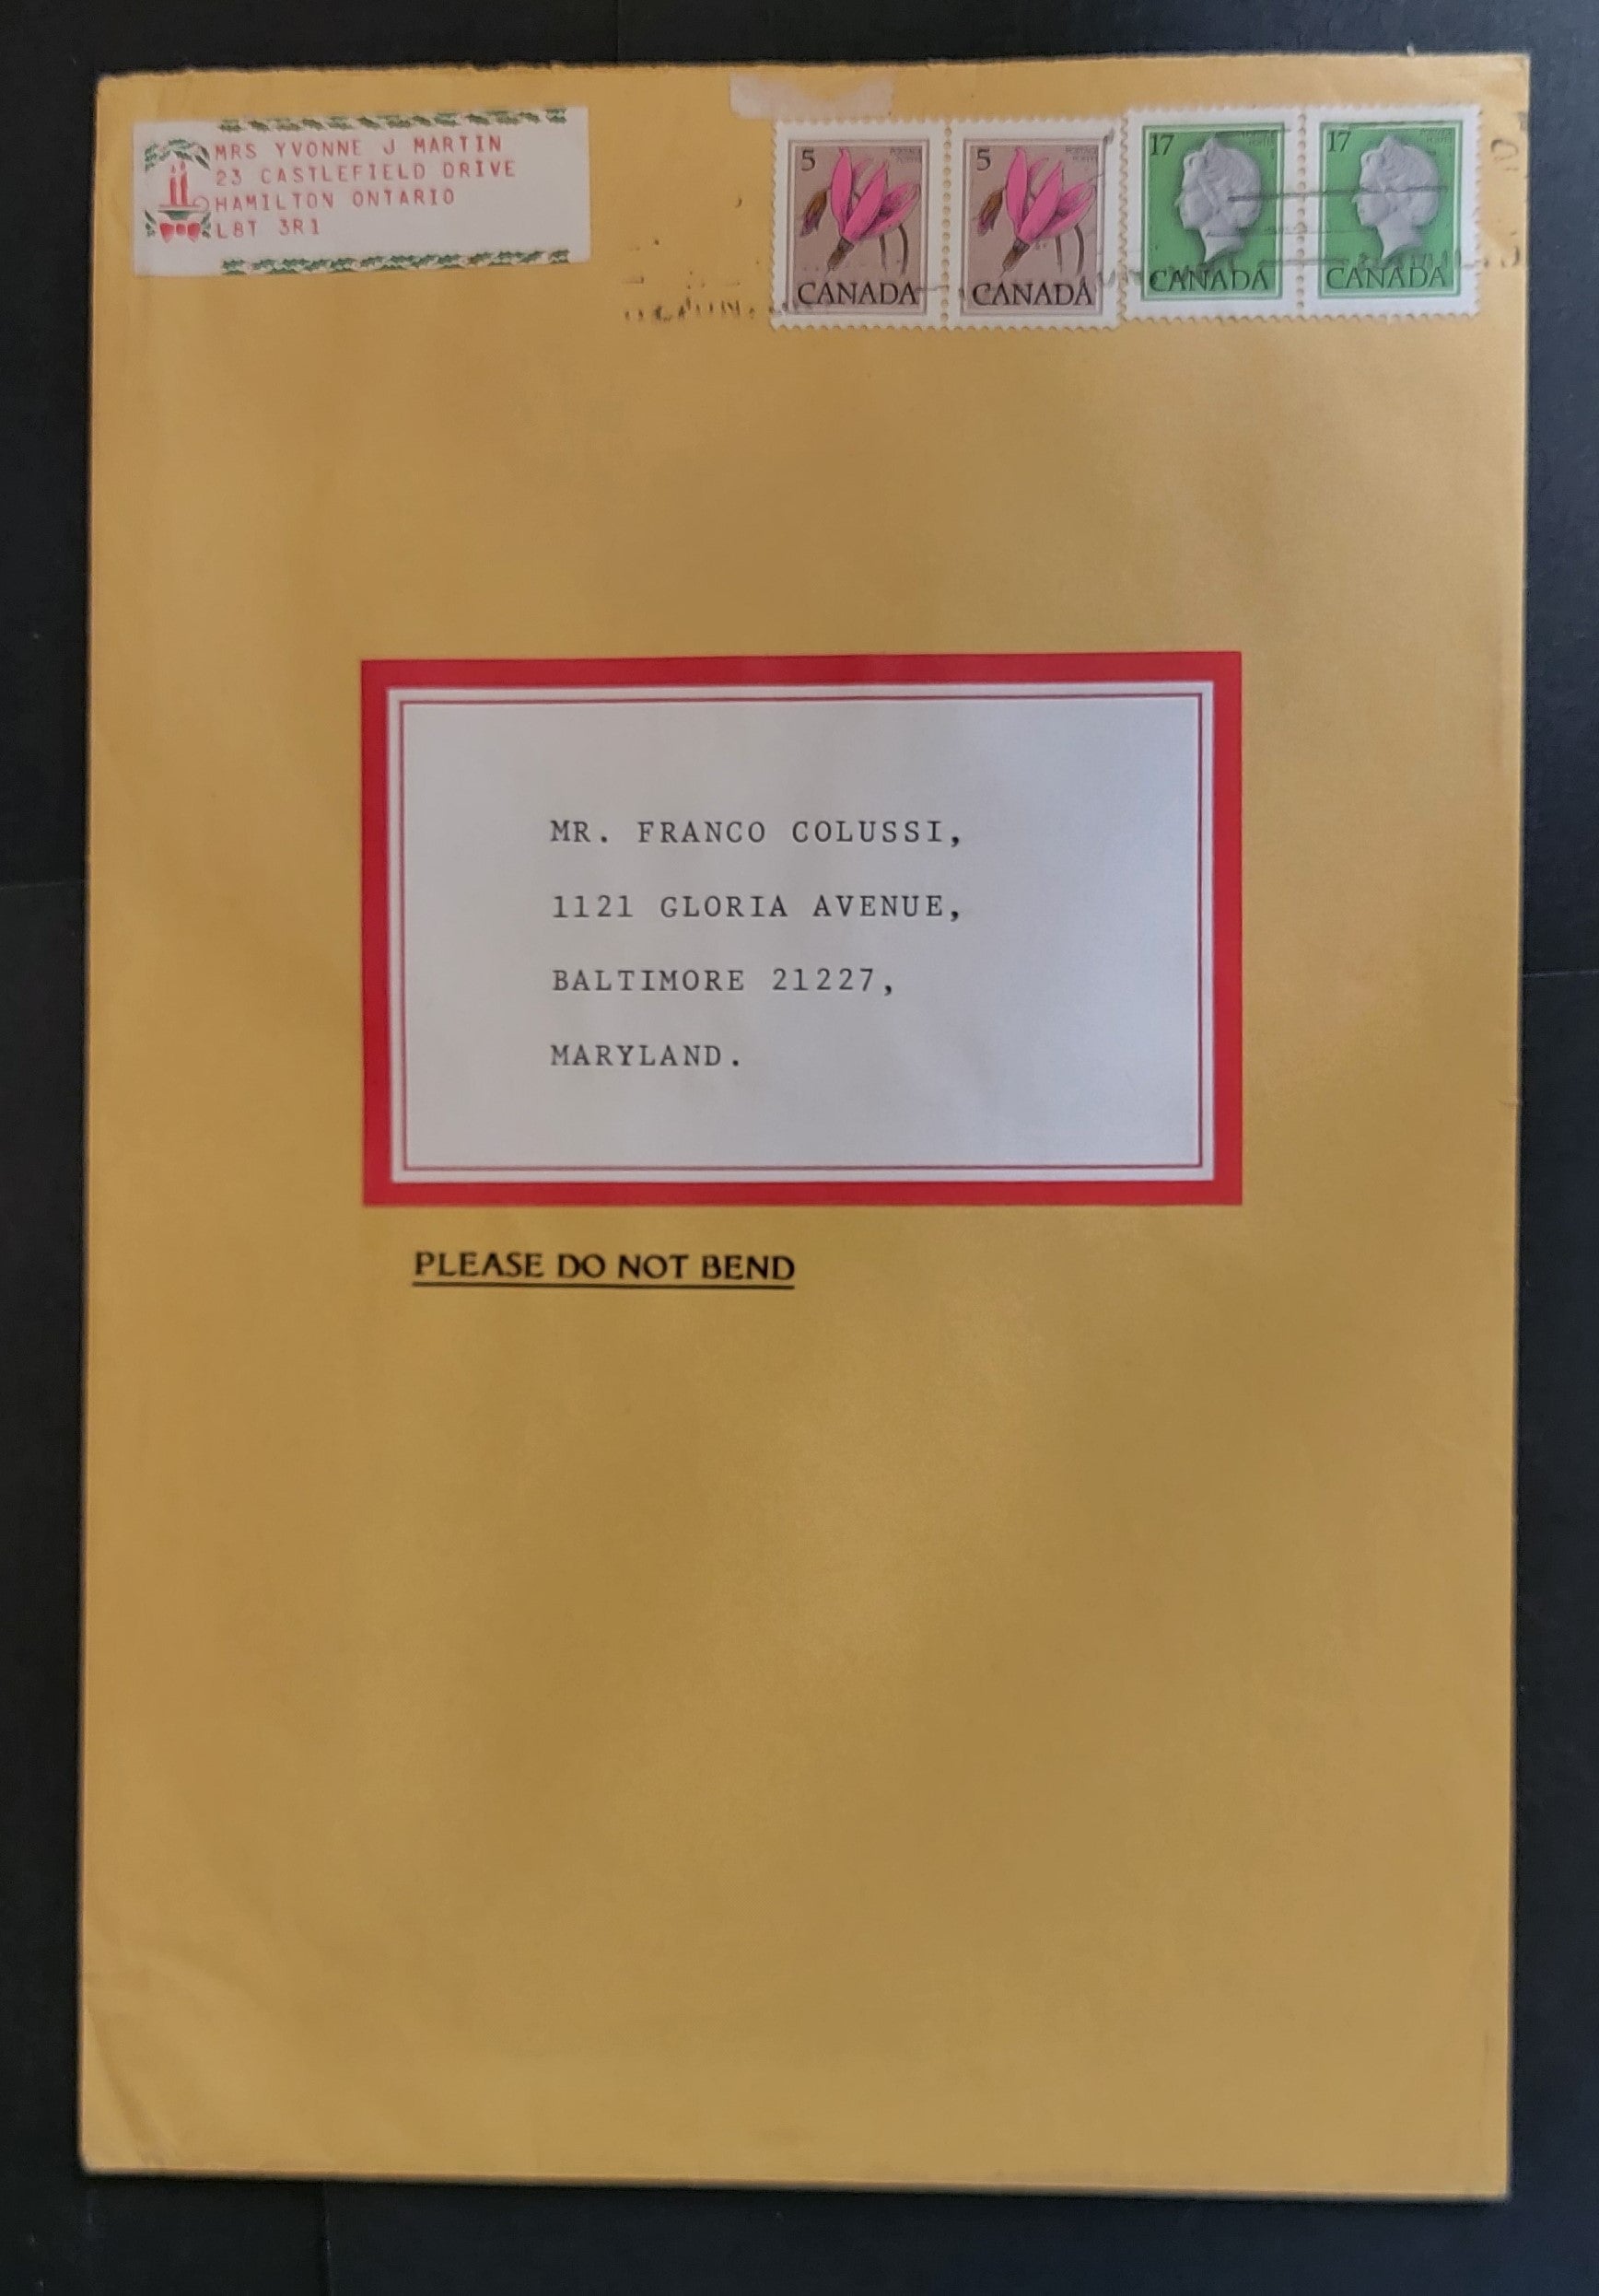 MRS YVONNE J MARTIN
23 CASTLEFIELD DRIVE
HAMILTON ONTARIO
L8T 3R1
5
CANADA
5
CANADA
17
CANADA
17
CANADA
MR. FRANCO COLUSSI,
1121 GLORIA AVENUE,
BALTIMORE 21227,
MARYLAND.
PLEASE DO NOT BEND